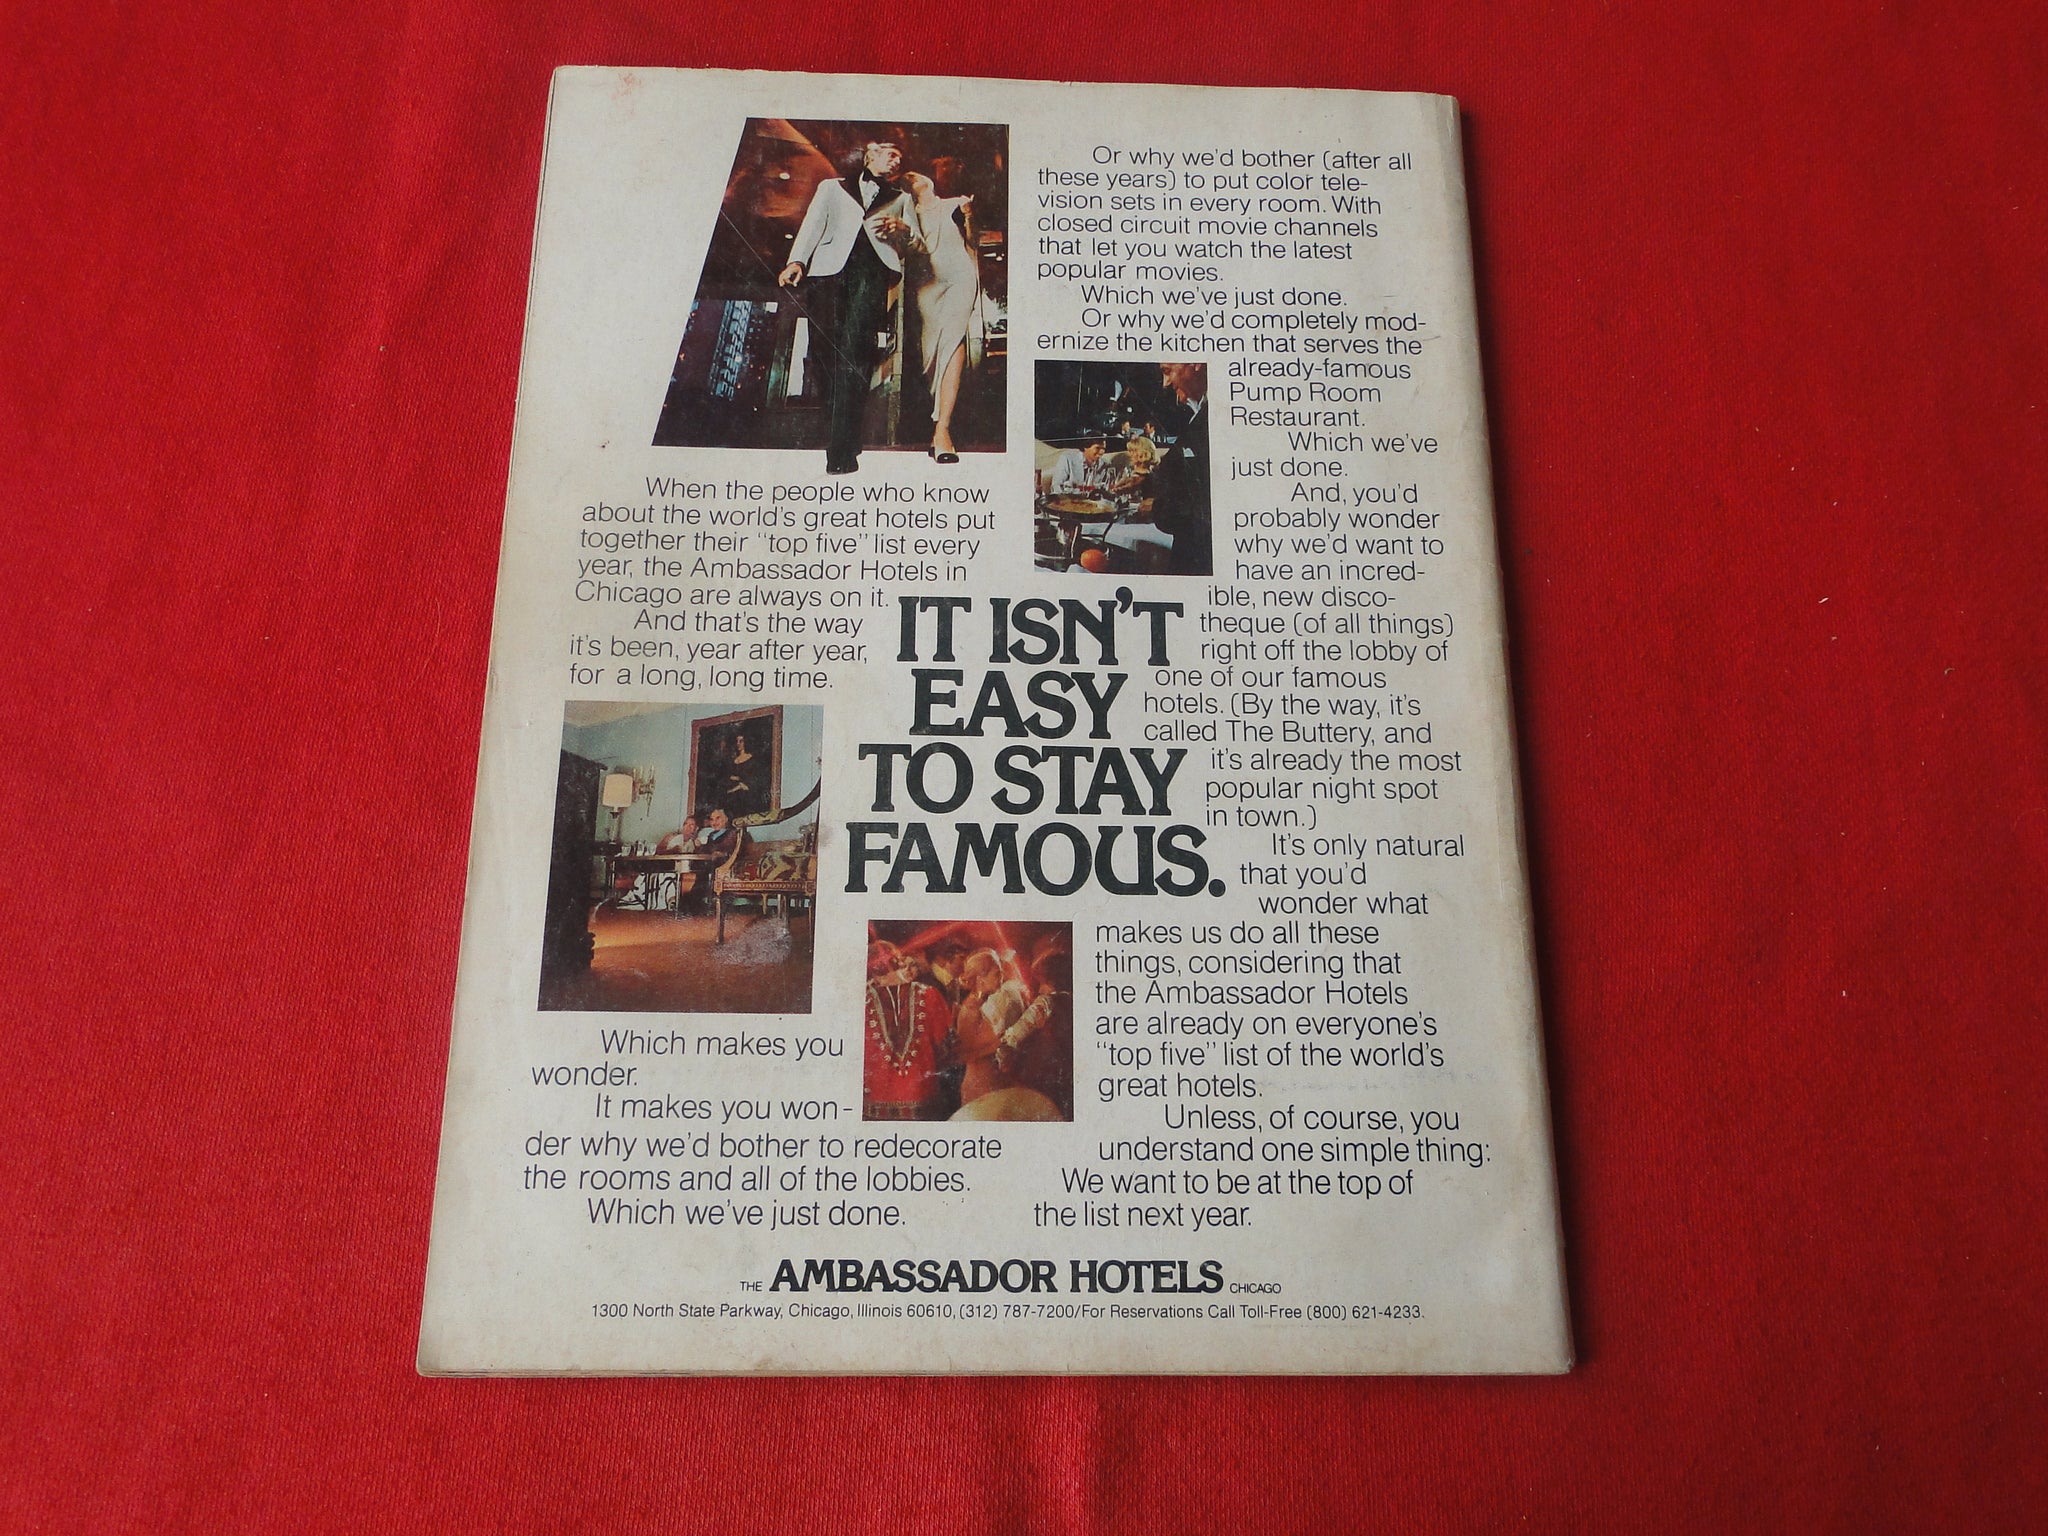 When the people who know
about the world's great hotels put
together their "top five" list every
year, the Ambassador Hotels in
Chicago are always on it.
And that's the way
it's been, year after year,
for a long, long time.
Which makes you
wonder.
It makes you won-
der why we'd bother to redecorate
the rooms and all of the lobbies.
Which we've just done.
IT ISN'T
EASY
TO STAY
FAMOUS.
Or why we'd bother (after all
these years) to put color tele-
vision sets in every room. With
closed circuit movie channels
that let you watch the latest
popular movies.
Which we've just done.
Or why we'd completely mod-
ernize the kitchen that serves the
already-famous
Pump Room
Restaurant.
Which we've
just done.
And, you'd
probably wonder
why we'd want to
have an incred-
ible, new disco-
theque (of all things)
right off the lobby of
one of our famous
hotels. (By the way, it's
called The Buttery, and
it's already the most
popular night spot
in town.)
It's only natural
that you'd
wonder what
makes us do all these
things, considering that
the Ambassador Hotels
are already on everyone's
"top five" list of the world's
great hotels.
Unless, of course, you
understand one simple thing:
We want to be at the top of
the list next year.
THE AMBASSADOR HOTELS CHICAGO
1300 North State Parkway, Chicago, Illinois 60610, (312) 787-7200/For Reservations Call Toll-Free (800) 621-4233.